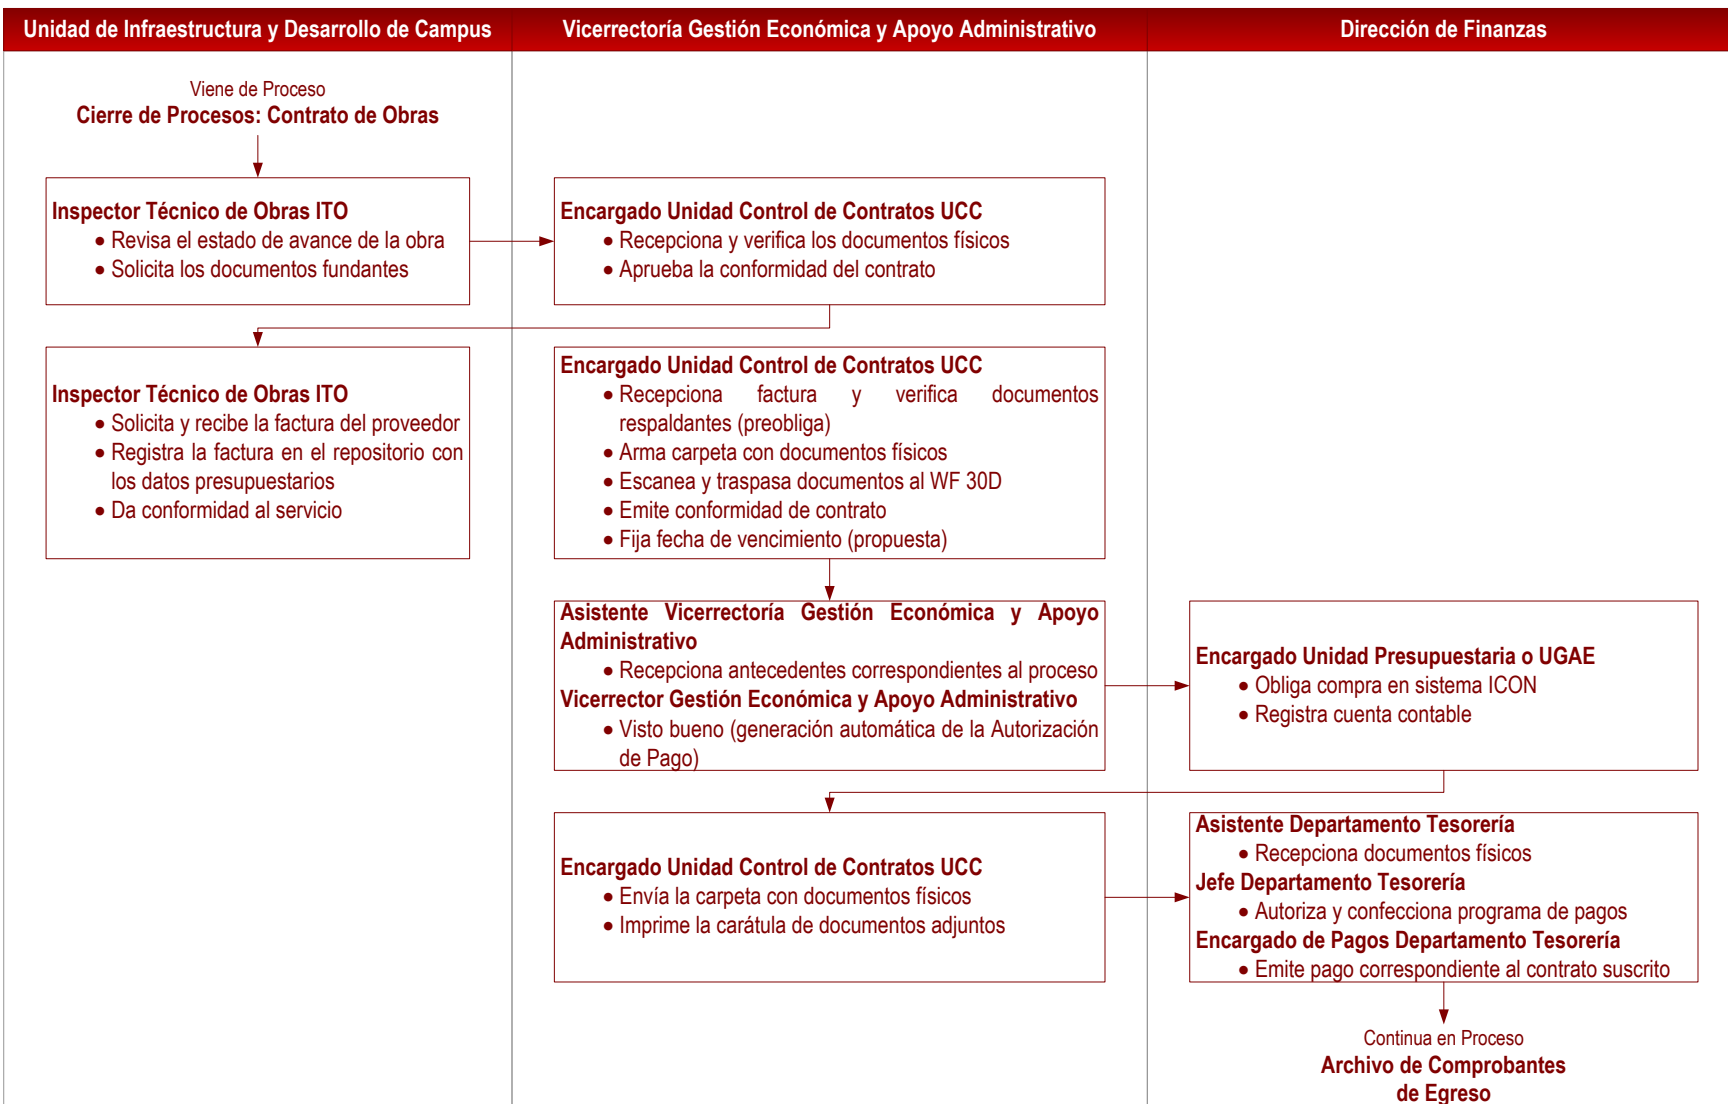 Unidad de Infraestructura y Desarrollo de Campus
Vicerrectoría Gestión Económica y Apoyo Administrativo
Dirección de Finanzas
Viene de Proceso
Cierre de Procesos: Contrato de Obras
Inspector Técnico de Obras ITO
• Revisa el estado de avance de la obra
• Solicita los documentos fundantes
Encargado Unidad Control de Contratos UCC
• Recepciona y verifica los documentos físicos
• Aprueba la conformidad del contrato
Inspector Técnico de Obras ITO
• Solicita y recibe la factura del proveedor
• Registra la factura en el repositorio con
los datos presupuestarios
• Da conformidad al servicio
Encargado Unidad Control de Contratos UCC
• Recepciona factura y verifica documentos
respaldantes (preobliga)
• Arma carpeta con documentos físicos
• Escanea y traspasa documentos al WF 30D
• Emite conformidad de contrato
• Fija fecha de vencimiento (propuesta)
Asistente Vicerrectoría Gestión Económica y Apoyo
Administrativo
• Recepciona antecedentes correspondientes al proceso
Vicerrector Gestión Económica y Apoyo Administrativo
• Visto bueno (generación automática de la Autorización
de Pago)
Encargado Unidad Presupuestaria o UGAE
• Obliga compra en sistema ICON
• Registra cuenta contable
Encargado Unidad Control de Contratos UCC
• Envía la carpeta con documentos físicos
• Imprime la carátula de documentos adjuntos
Asistente Departamento Tesorería
• Recepciona documentos físicos
Jefe Departamento Tesorería
• Autoriza y confecciona programa de pagos
Encargado de Pagos Departamento Tesorería
• Emite pago correspondiente al contrato suscrito
Continua en Proceso
Archivo de Comprobantes
de Egreso